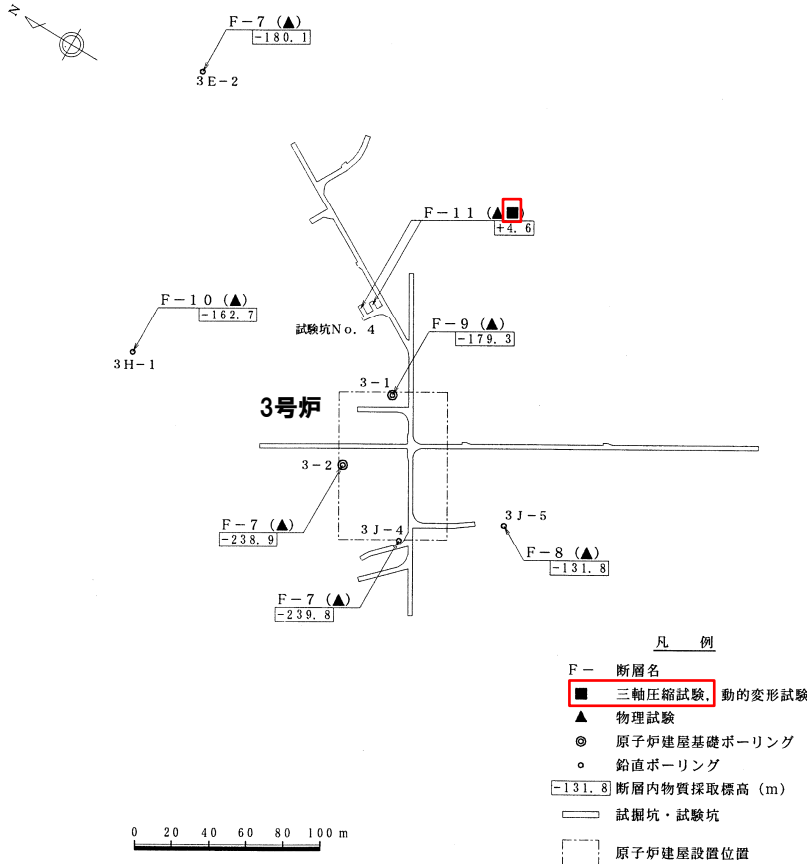 N
F－7 (▲)
-180.1
3E-2
F－11 (▲■)
+4.6
F－10 (▲)
-162.7
試験坑No. 4
F－9 (▲)
-179.3
3H-1
3-1
3号炉
3-2
3J-5
F－7 (▲)
-238.9
3J-4
F－8 (▲)
-131.8
F－7 (▲)
-239.8
凡 例
F－ 断層名
■ 三軸圧縮試験, 動的変形試験
▲ 物理試験
◎ 原子炉建屋基礎ボーリング
○ 鉛直ボーリング
-131.8 断層内物質採取標高 (m)
試掘坑・試験坑
原子炉建屋設置位置
0 20 40 60 80 100 m